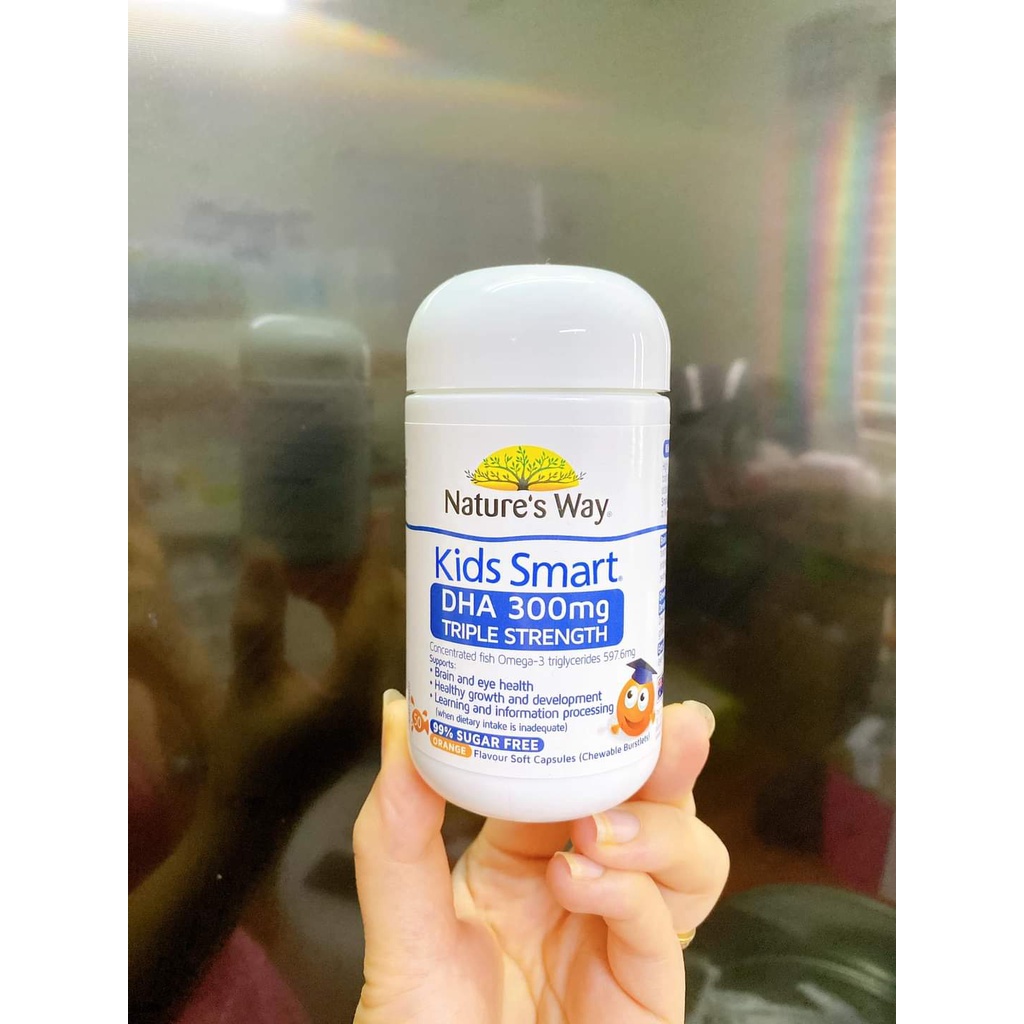 Nature's Way®
Kids Smart®
DHA 300mg
TRIPLE STRENGTH
Concentrated fish Omega-3 triglycerides 597.6mg
Supports:
• Brain and eye health
• Healthy growth and development
• Learning and information processing
(when dietary intake is inadequate)
50
99% SUGAR FREE
ORANGE Flavour Soft Capsules (Chewable Burstlets)